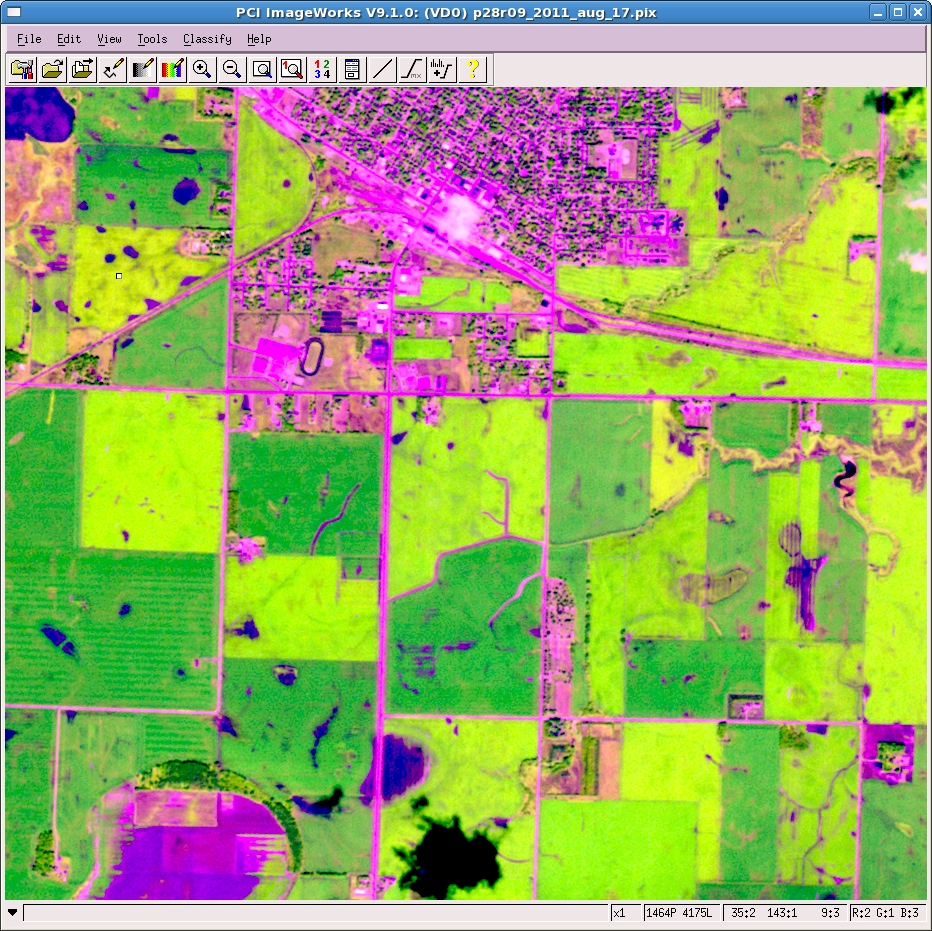 PCI ImageWorks V9.1.0: (VD0) p28r09_2011_aug_17.pix
File Edit View Tools Classify Help
1 2
3 4
mx
?
x1 1464P 4175L 35:2 143:1 9:3 R:2 G:1 B:3